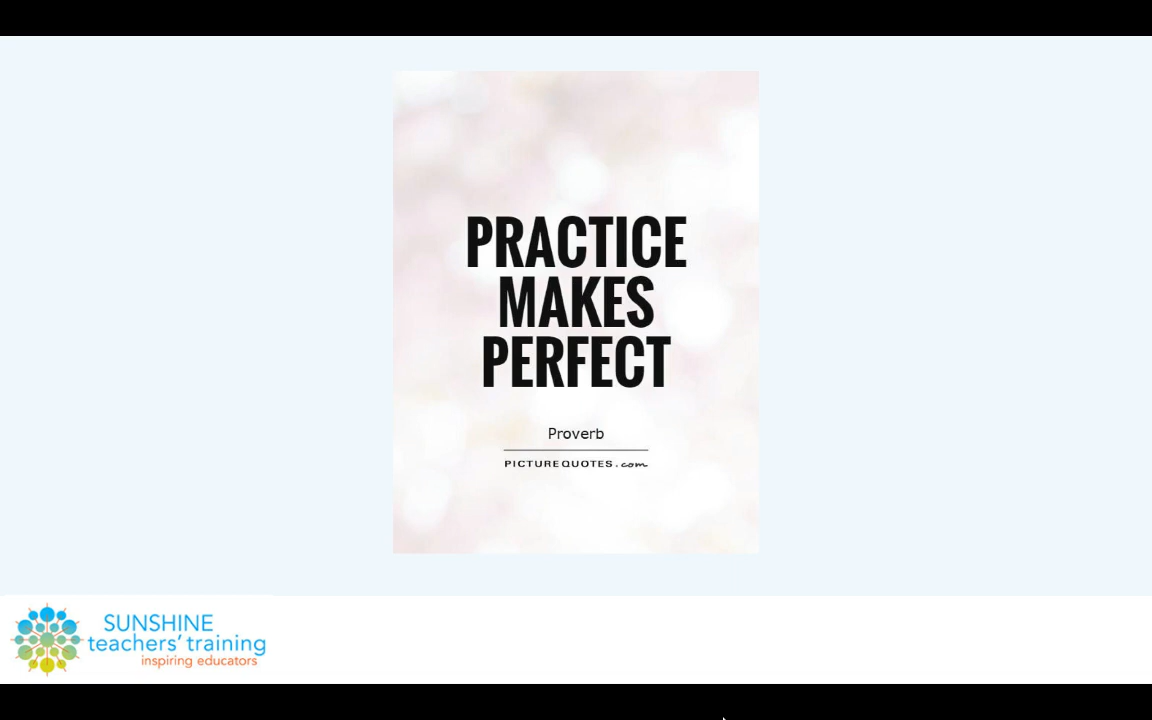 PRACTICE
MAKES
PERFECT
Proverb
PICTUREQUOTES.com
SUNSHINE
teachers' training
inspiring educators